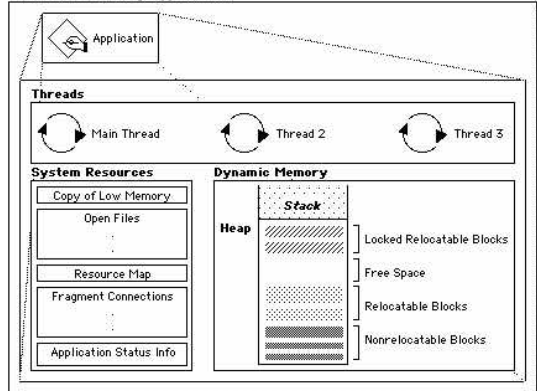 Application
Threads
Main Thread
Thread 2
Thread 3
System Resources
Copy of Low Memory
Open Files
Resource Map
Fragment Connections
Application Status Info
Dynamic Memory
Stack
Heap
Locked Relocatable Blocks
Free Space
Relocatable Blocks
Nonrelocatable Blocks